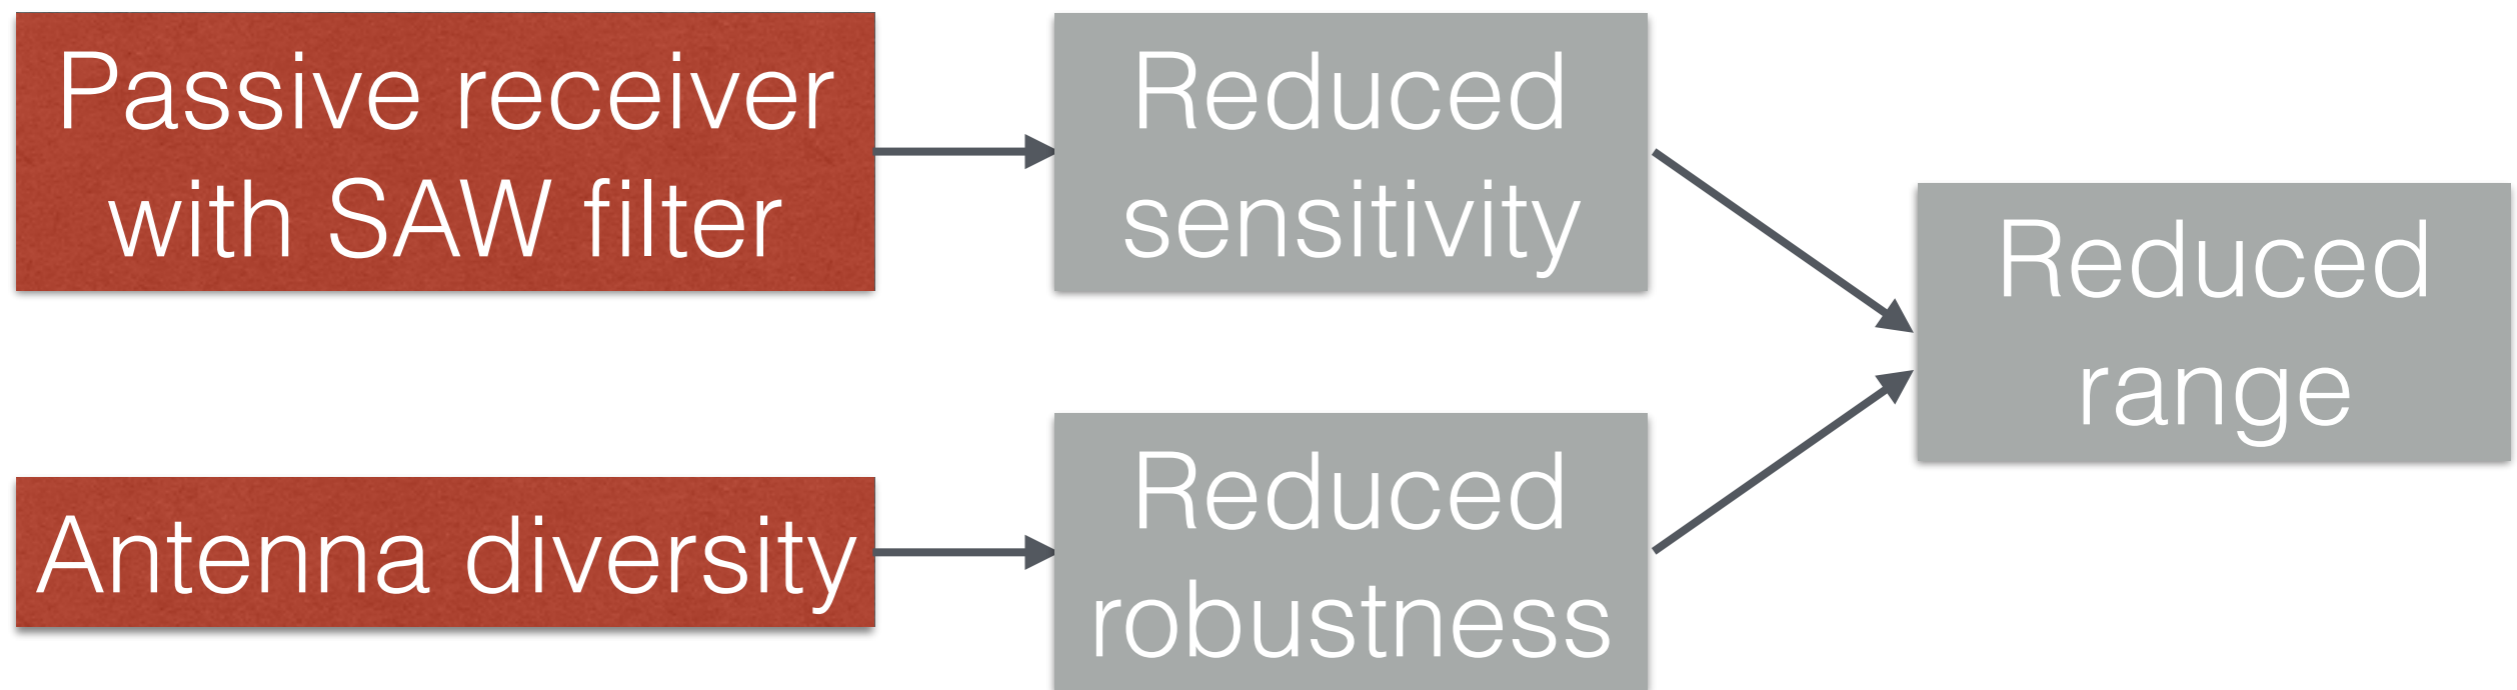 Passive receiver
with SAW filter
Reduced
sensitivity
Reduced
range
Antenna diversity
Reduced
robustness